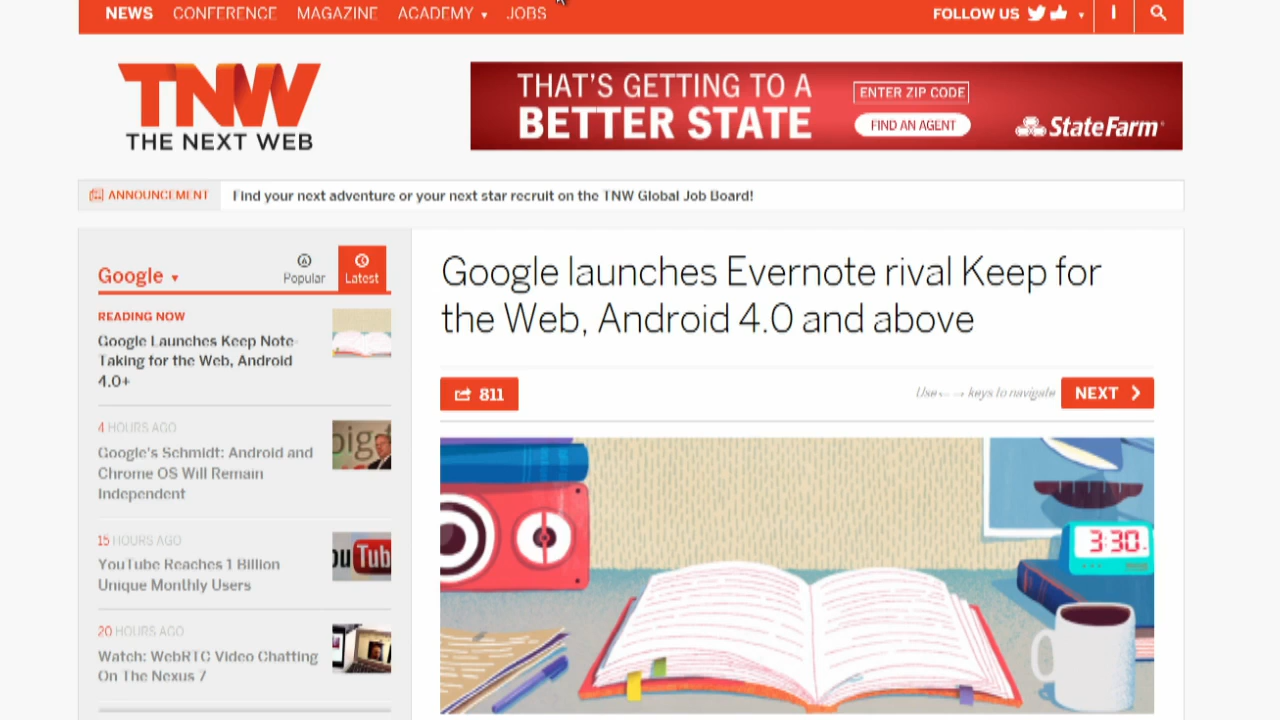 NEWS CONFERENCE MAGAZINE ACADEMY JOBS FOLLOW US
TNW
THE NEXT WEB
THAT'S GETTING TO A
BETTER STATE
ENTER ZIP CODE
FIND AN AGENT
StateFarm
ANNOUNCEMENT Find your next adventure or your next star recruit on the TNW Global Job Board!
Google Popular Latest
READING NOW
Google Launches Keep Note-
Taking for the Web, Android
4.0+
4 HOURS AGO
Google's Schmidt: Android and
Chrome OS Will Remain
Independent
big
15 HOURS AGO
YouTube Reaches 1 Billion
Unique Monthly Users
ouTub
20 HOURS AGO
Watch: WebRTC Video Chatting
On The Nexus 7
Google launches Evernote rival Keep for
the Web, Android 4.0 and above
811
Use ← → keys to navigate NEXT
3:30